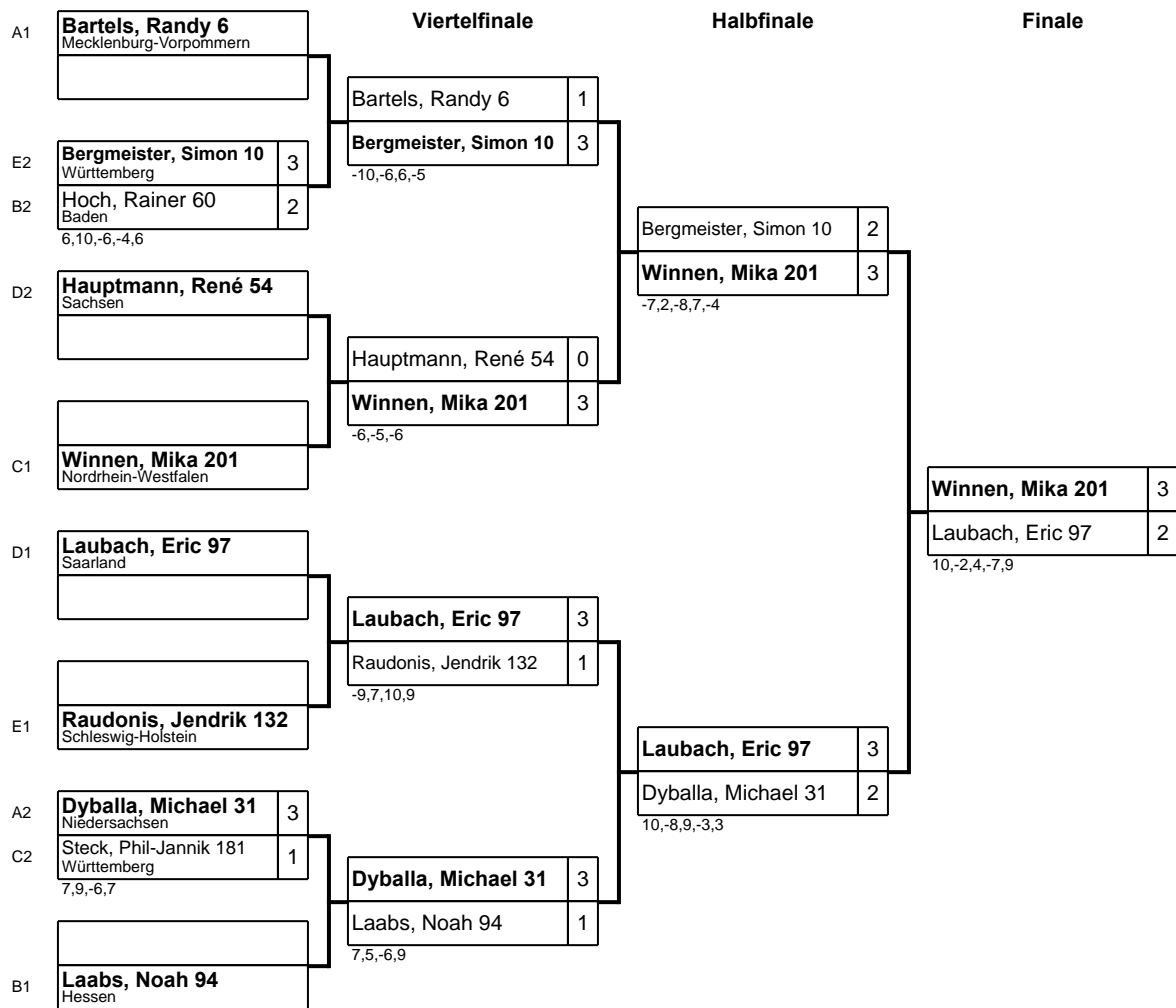 Viertelfinale
Halbfinale
Finale
A1
Bartels, Randy 6
Mecklenburg-Vorpommern
E2
Bergmeister, Simon 10
3
Württemberg
B2
Hoch, Rainer 60
2
Baden
6,10,-6,-4,6
D2
Hauptmann, René 54
Sachsen
C1
Winnen, Mika 201
Nordrhein-Westfalen
D1
Laubach, Eric 97
Saarland
E1
Raudonis, Jendrik 132
Schleswig-Holstein
A2
Dyballa, Michael 31
3
Niedersachsen
C2
Steck, Phil-Jannik 181
1
Württemberg
7,9,-6,7
B1
Laabs, Noah 94
Hessen
Bartels, Randy 6
1
Bergmeister, Simon 10
3
-10,-6,6,-5
Hauptmann, René 54
0
Winnen, Mika 201
3
-6,-5,-6
Laubach, Eric 97
3
Raudonis, Jendrik 132
1
-9,7,10,9
Dyballa, Michael 31
3
Laabs, Noah 94
1
7,5,-6,9
Bergmeister, Simon 10
2
Winnen, Mika 201
3
-7,2,-8,7,-4
Laubach, Eric 97
3
Dyballa, Michael 31
2
10,-8,9,-3,3
Winnen, Mika 201
3
Laubach, Eric 97
2
10,-2,4,-7,9